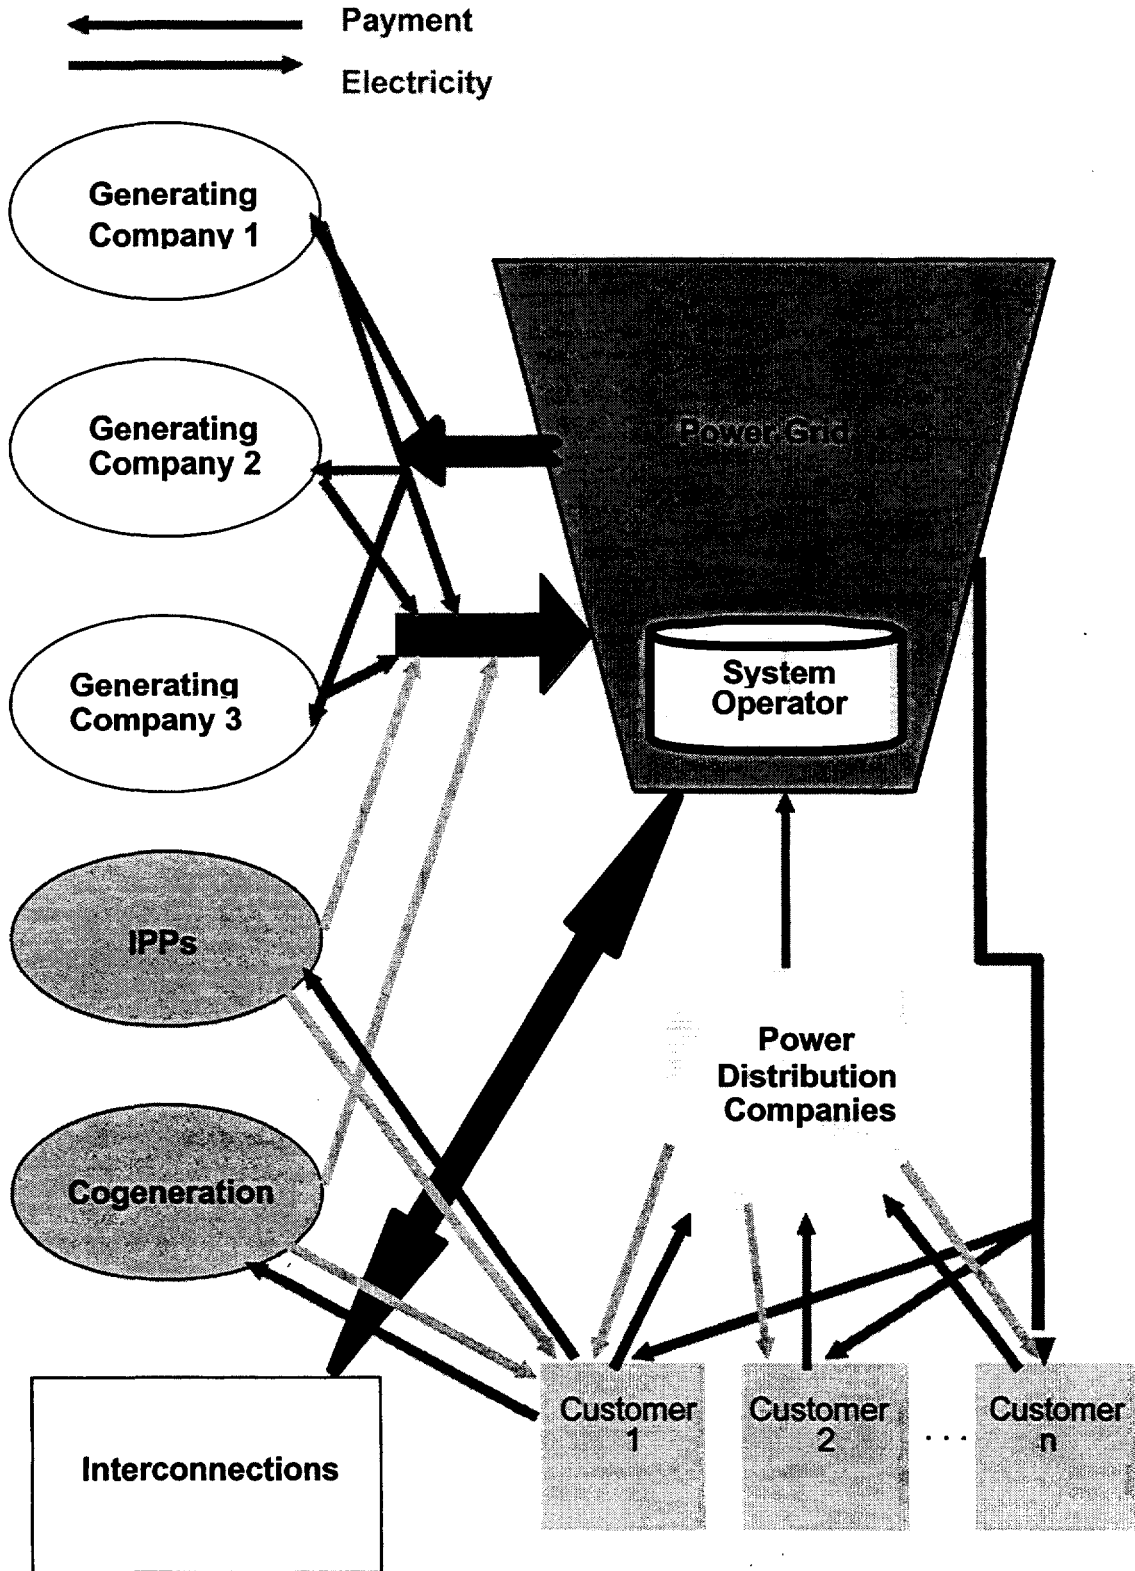 Payment
Electricity
Generating
Company 1
Generating
Company 2
Power Grid
Generating
Company 3
System
Operator
IPPs
Power
Distribution
Companies
Cogeneration
Customer
1
Customer
2
...
Customer
n
Interconnections